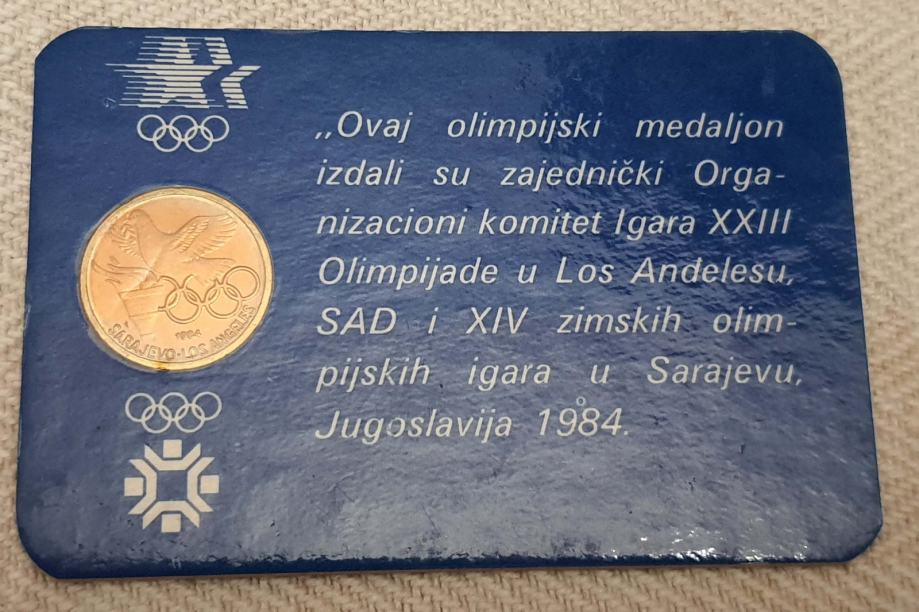 „Ovaj olimpijski medaljon
izdali su zajednički Orga-
nizacioni komitet Igara XXIII
Olimpijade u Los Anđelesu,
SAD i XIV zimskih olim-
pijskih igara u Sarajevu,
Jugoslavija 1984.
1984
SARAJEVO·LOS ANGELES